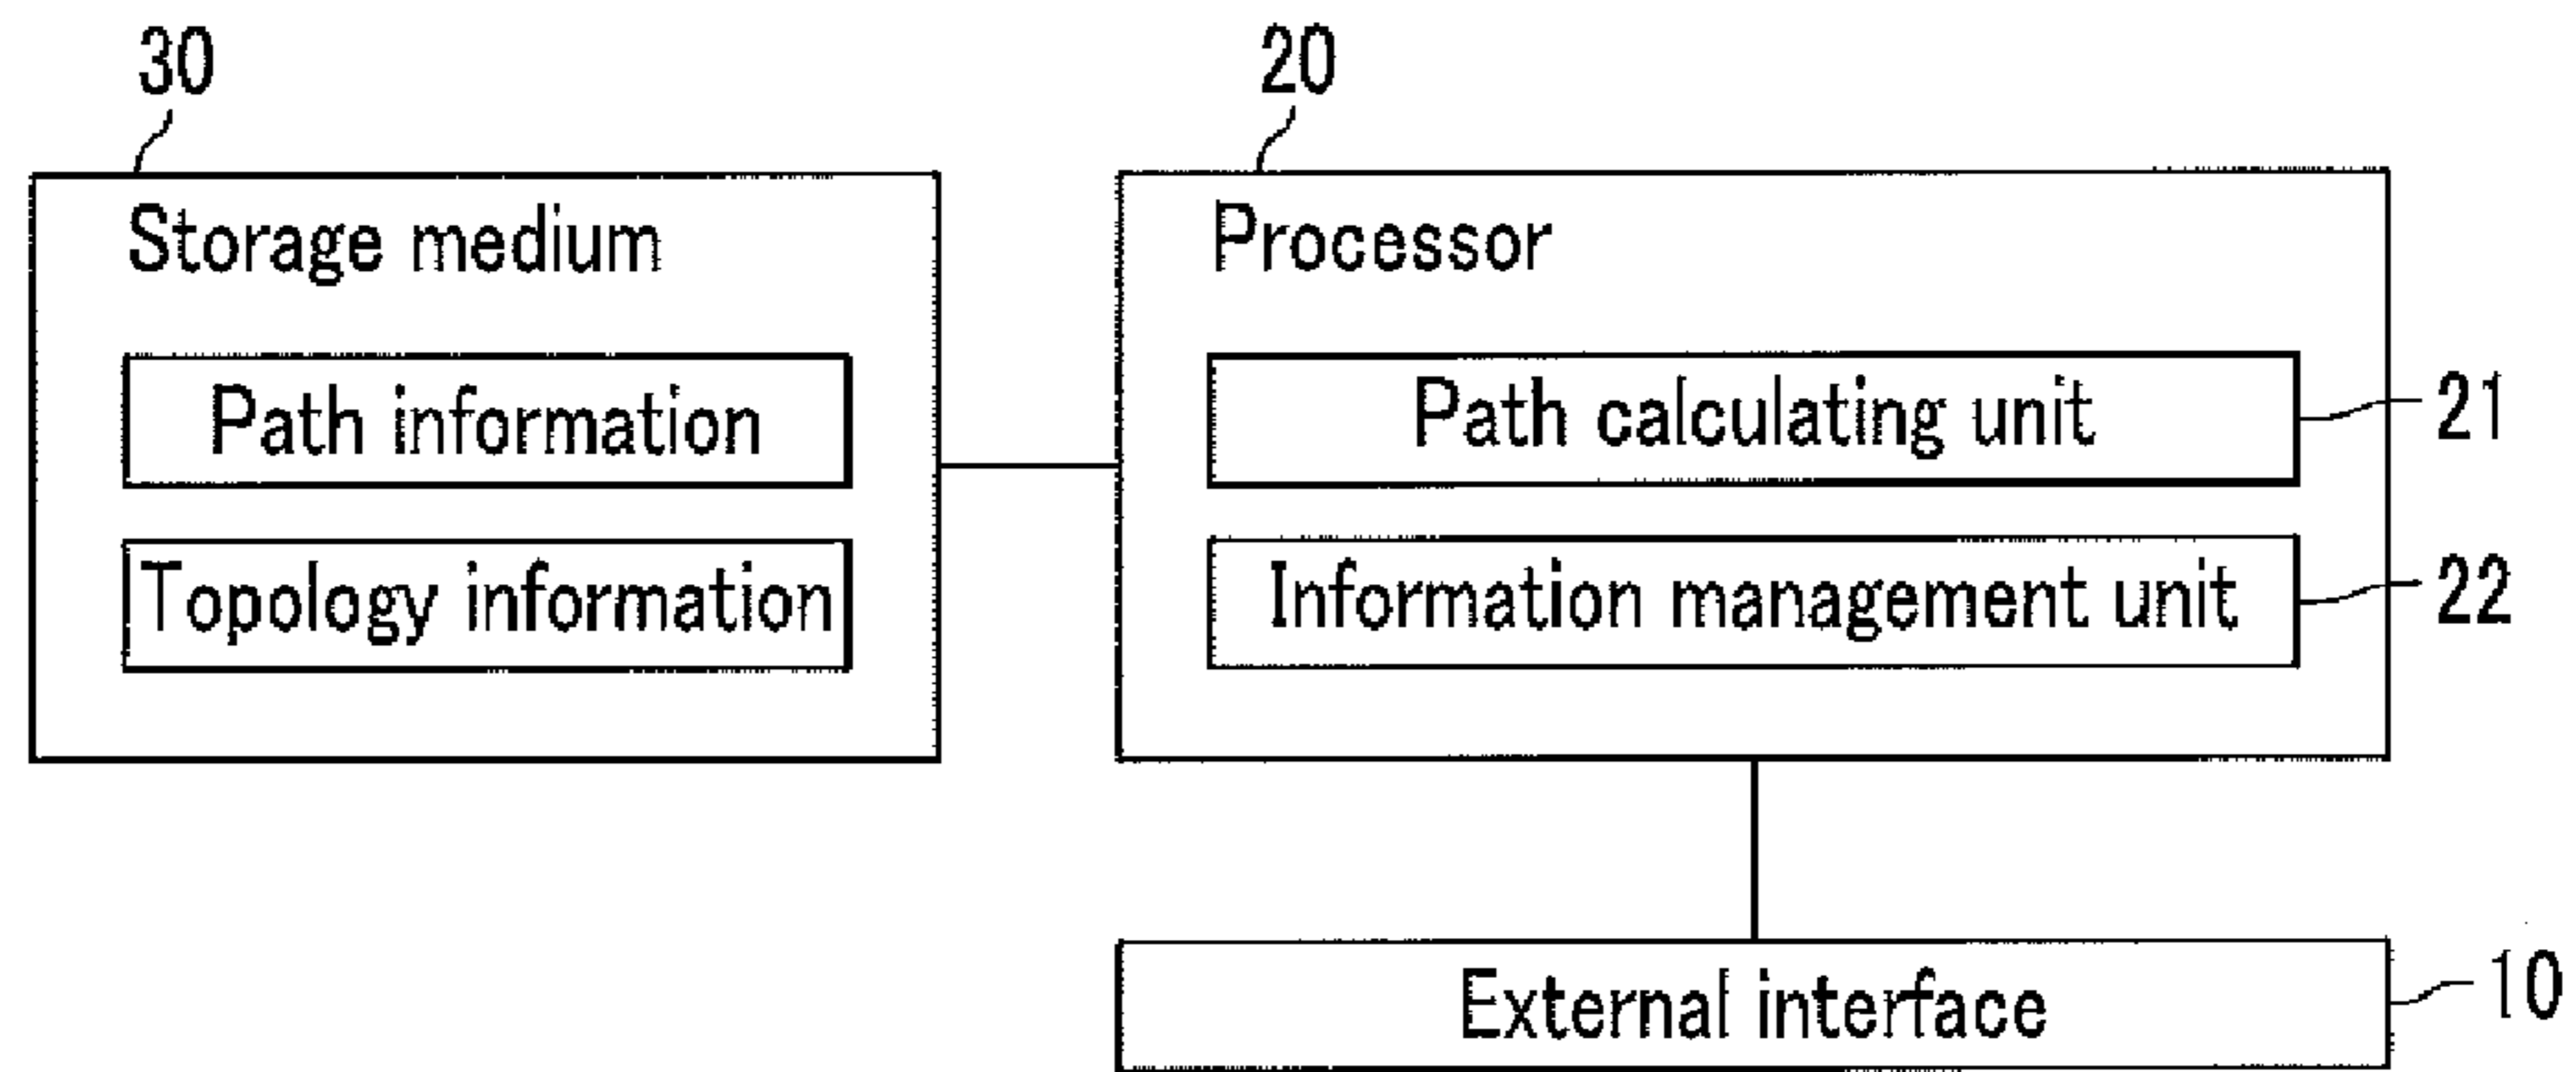 30
20
Storage medium
Processor
Path information
Path calculating unit
21
Topology information
Information management unit
22
External interface
10